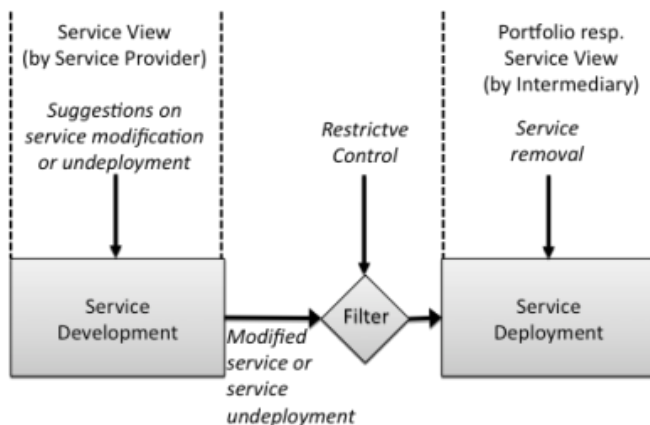 Service View
(by Service Provider)
Portfolio resp.
Service View
(by Intermediary)
Suggestions on
service modification
or undeployment
Restrictve
Control
Service
removal
Service
Development
Filter
Service
Deployment
Modified
service or
service
undeployment